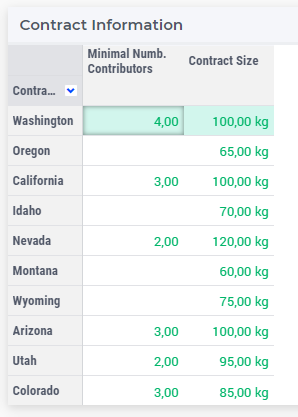 Contract Information
Minimal Numb. Contributors
Contract Size
Contra...
Washington 4,00 100,00 kg
Oregon 65,00 kg
California 3,00 100,00 kg
Idaho 70,00 kg
Nevada 2,00 120,00 kg
Montana 60,00 kg
Wyoming 75,00 kg
Arizona 3,00 100,00 kg
Utah 2,00 95,00 kg
Colorado 3,00 85,00 kg